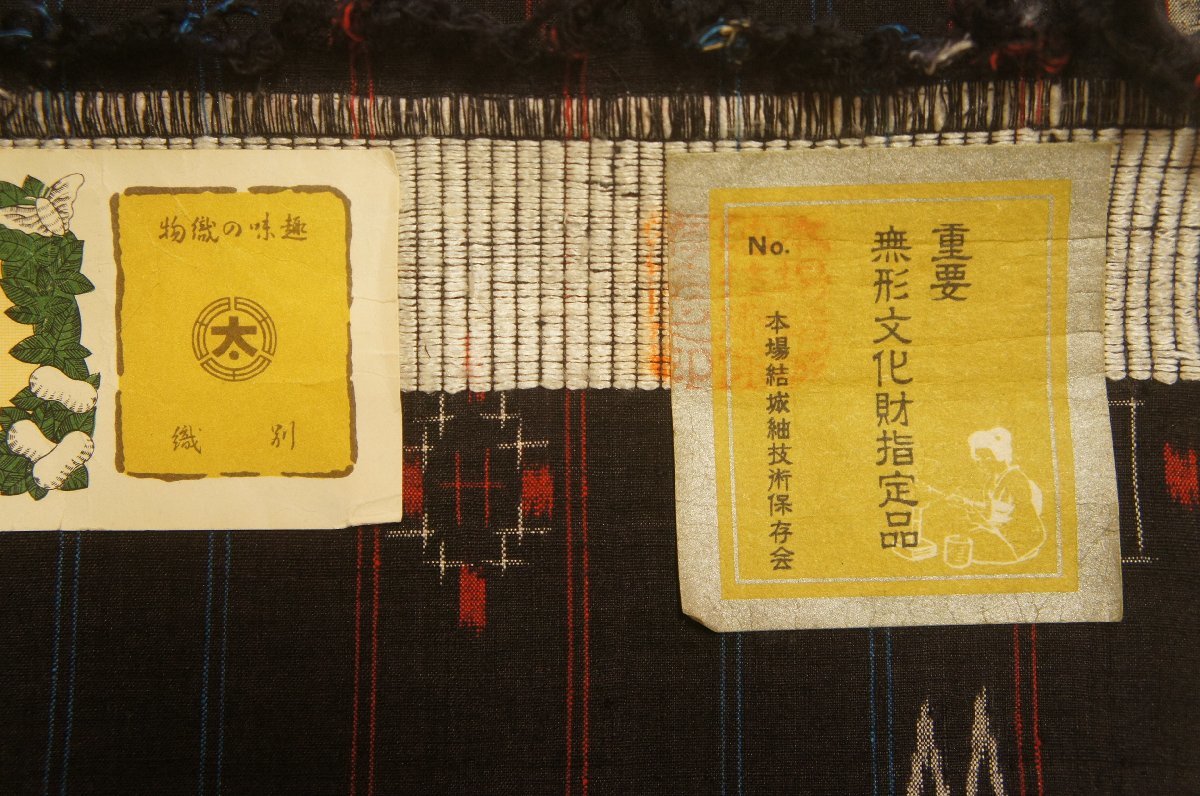 趣味の織物
太
別織
重要
無形文化財指定品
No.
本場結城紬技術保存会